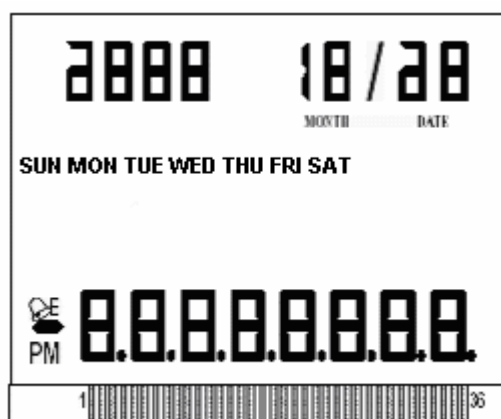 2888 18/28
MONTH DATE
SUN MON TUE WED THU FRI SAT
E
PM 8.8.8.8.8.8.8.8.
1 36